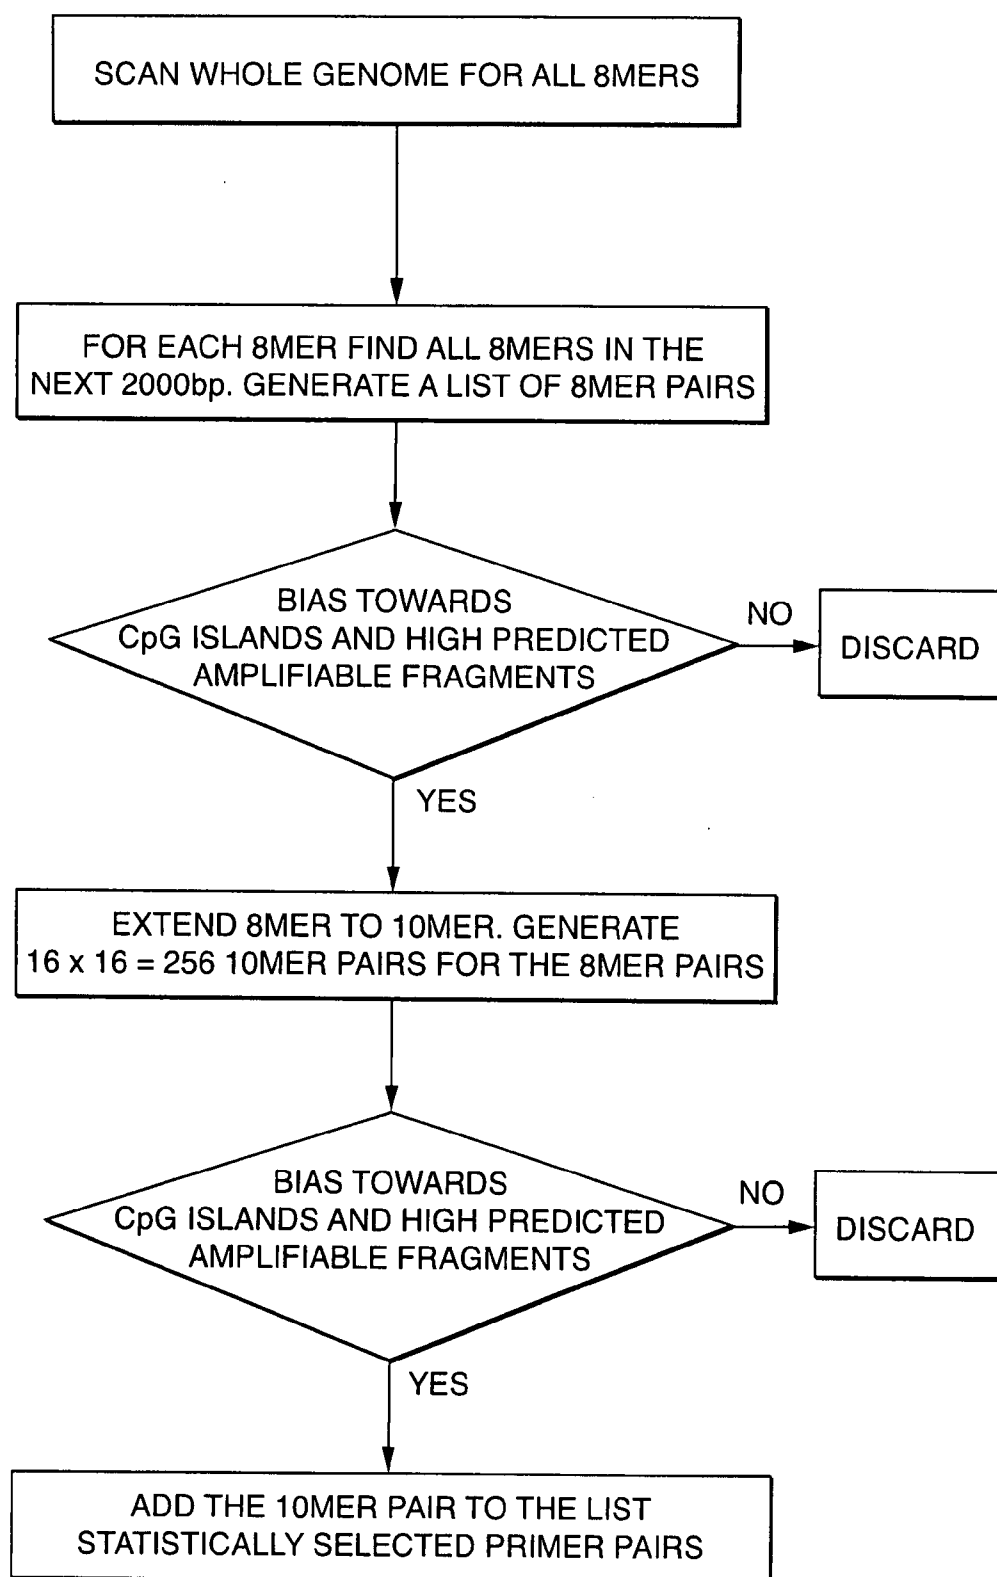 SCAN WHOLE GENOME FOR ALL 8MERS
FOR EACH 8MER FIND ALL 8MERS IN THE
NEXT 2000bp. GENERATE A LIST OF 8MER PAIRS
BIAS TOWARDS
CpG ISLANDS AND HIGH PREDICTED
AMPLIFIABLE FRAGMENTS
NO
DISCARD
YES
EXTEND 8MER TO 10MER. GENERATE
16 x 16 = 256 10MER PAIRS FOR THE 8MER PAIRS
BIAS TOWARDS
CpG ISLANDS AND HIGH PREDICTED
AMPLIFIABLE FRAGMENTS
NO
DISCARD
YES
ADD THE 10MER PAIR TO THE LIST
STATISTICALLY SELECTED PRIMER PAIRS